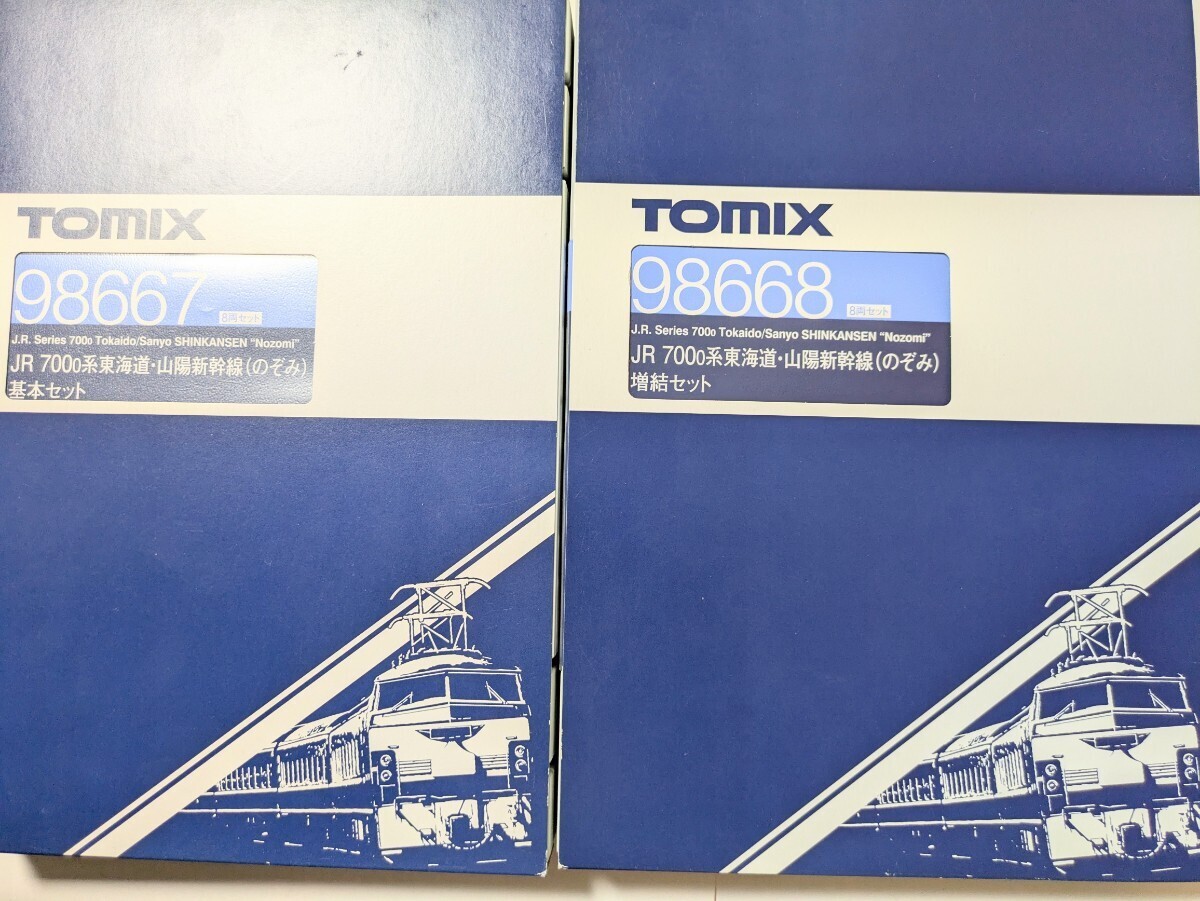 TOMIX
98667 8両セット
J.R. Series 7000 Tokaido/Sanyo SHINKANSEN "Nozomi"
JR 7000系東海道・山陽新幹線(のぞみ)
基本セット
TOMIX
98668 8両セット
J.R. Series 7000 Tokaido/Sanyo SHINKANSEN "Nozomi"
JR 7000系東海道・山陽新幹線(のぞみ)
増結セット